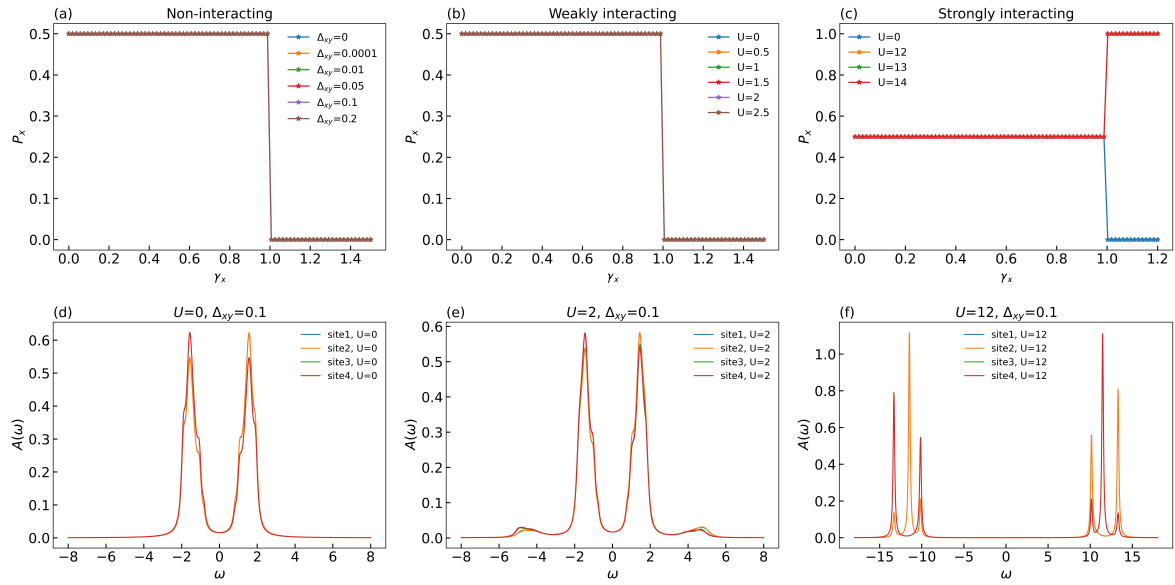 (a) Non-interacting
0.5
0.4
0.3
0.2
0.1
0.0
P_x
Δ_xy=0
Δ_xy=0.0001
Δ_xy=0.01
Δ_xy=0.05
Δ_xy=0.1
Δ_xy=0.2
0.0 0.2 0.4 0.6 0.8 1.0 1.2 1.4
γ_x
(b) Weakly interacting
0.5
0.4
0.3
0.2
0.1
0.0
P_x
U=0
U=0.5
U=1
U=1.5
U=2
U=2.5
0.0 0.2 0.4 0.6 0.8 1.0 1.2 1.4
γ_x
(c) Strongly interacting
1.0
0.8
0.6
0.4
0.2
0.0
P_x
U=0
U=12
U=13
U=14
0.0 0.2 0.4 0.6 0.8 1.0 1.2
γ_x
(d) U=0, Δ_xy=0.1
0.6
0.5
0.4
0.3
0.2
0.1
0.0
A(ω)
site1, U=0
site2, U=0
site3, U=0
site4, U=0
−8 −6 −4 −2 0 2 4 6 8
ω
(e) U=2, Δ_xy=0.1
0.6
0.5
0.4
0.3
0.2
0.1
0.0
A(ω)
site1, U=2
site2, U=2
site3, U=2
site4, U=2
−8 −6 −4 −2 0 2 4 6 8
ω
(f) U=12, Δ_xy=0.1
1.0
0.8
0.6
0.4
0.2
0.0
A(ω)
site1, U=12
site2, U=12
site3, U=12
site4, U=12
−15 −10 −5 0 5 10 15
ω